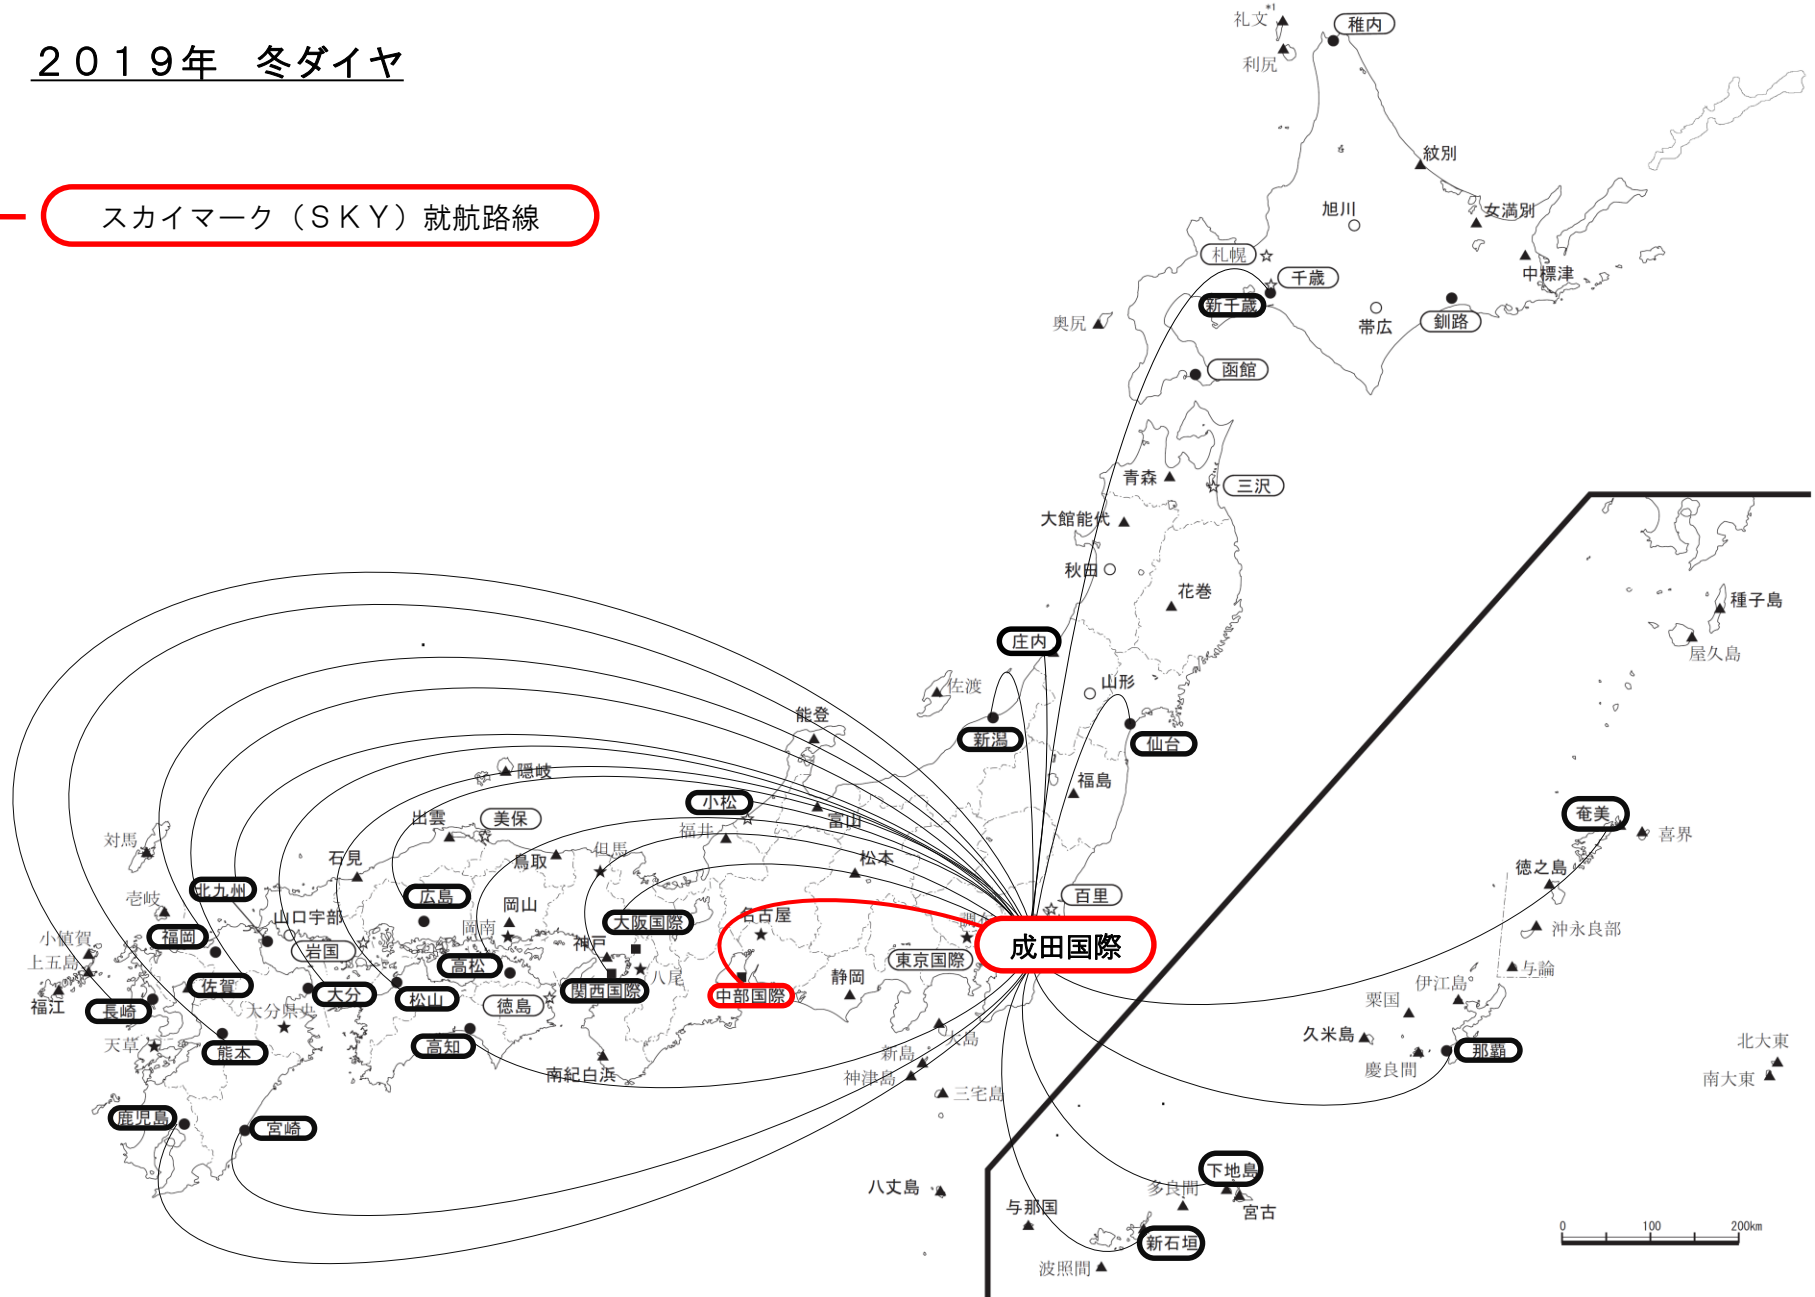 ２０１９年　冬ダイヤ
スカイマーク（ＳＫＹ）就航路線
礼文*1
稚内
利尻
紋別
旭川
女満別
札幌
千歳
中標津
新千歳
奥尻
帯広
釧路
函館
青森
三沢
大館能代
秋田
花巻
種子島
庄内
屋久島
佐渡
山形
能登
新潟
仙台
隠岐
福島
小松
奄美
出雲
美保
福井
富山
喜界
対馬
石見
鳥取
但馬
松本
徳之島
北九州
広島
百里
壱岐
山口宇部
岡山
名古屋
大阪国際
岡南
沖永良部
小値賀
福岡
岩国
神戸
成田国際
上五島
高松
東京国際
与論
八尾
静岡
伊江島
佐賀
大分
松山
関西国際
中部国際
福江
長崎
大分県央
徳島
粟国
久米島
天草
熊本
高知
大島
那覇
新島
北大東
慶良間
南紀白浜
神津島
南大東
三宅島
鹿児島
宮崎
下地島
八丈島
多良間
与那国
宮古
0 100 200km
新石垣
波照間